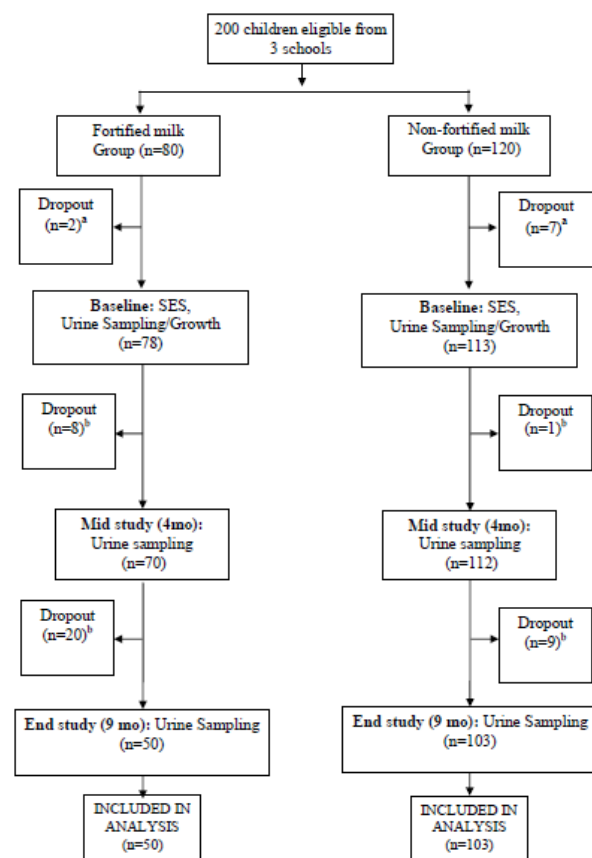 200 children eligible from
3 schools
Fortified milk
Group (n=80)
Non-fortified milk
Group (n=120)
Dropout
(n=2)ᵃ
Dropout
(n=7)ᵃ
Baseline: SES,
Urine Sampling/Growth
(n=78)
Baseline: SES,
Urine Sampling/Growth
(n=113)
Dropout
(n=8)ᵇ
Dropout
(n=1)ᵇ
Mid study (4mo):
Urine sampling
(n=70)
Mid study (4mo):
Urine sampling
(n=112)
Dropout
(n=20)ᵇ
Dropout
(n=9)ᵇ
End study (9 mo): Urine Sampling
(n=50)
End study (9 mo): Urine Sampling
(n=103)
INCLUDED IN
ANALYSIS
(n=50)
INCLUDED IN
ANALYSIS
(n=103)